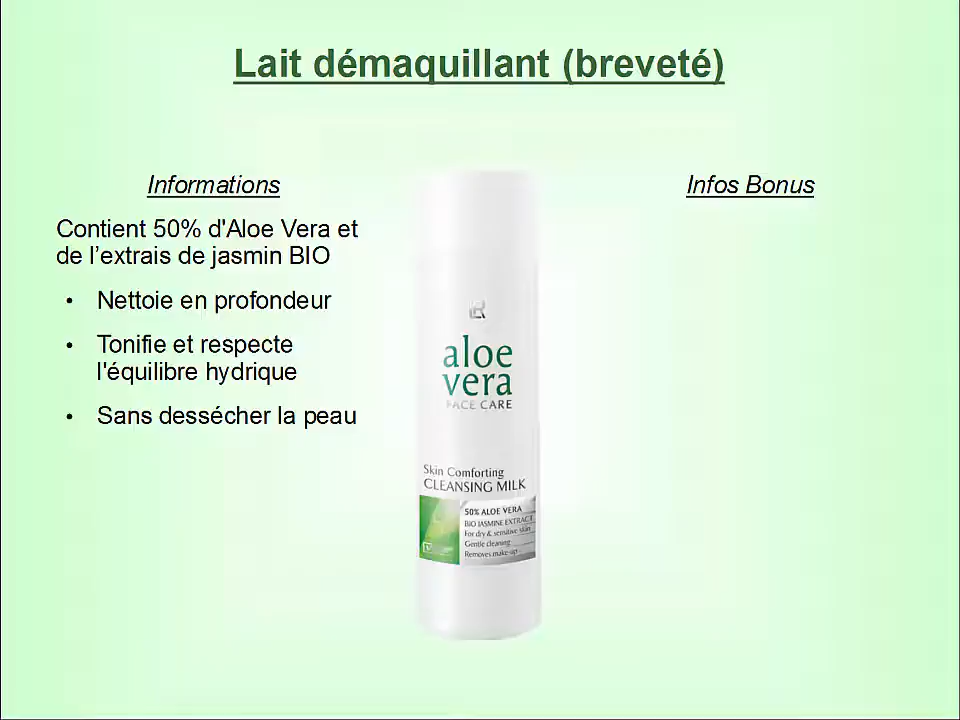 Lait démaquillant (breveté)
Informations
Contient 50% d'Aloe Vera et
de l’extrais de jasmin BIO
• Nettoie en profondeur
• Tonifie et respecte
l'équilibre hydrique
• Sans dessécher la peau
Infos Bonus
LR
aloe
vera
FACE CARE
Skin Comforting
CLEANSING MILK
50% ALOE VERA
BIO JASMINE EXTRACT
For dry & sensitive skin
Gentle cleaning
Removes make-up